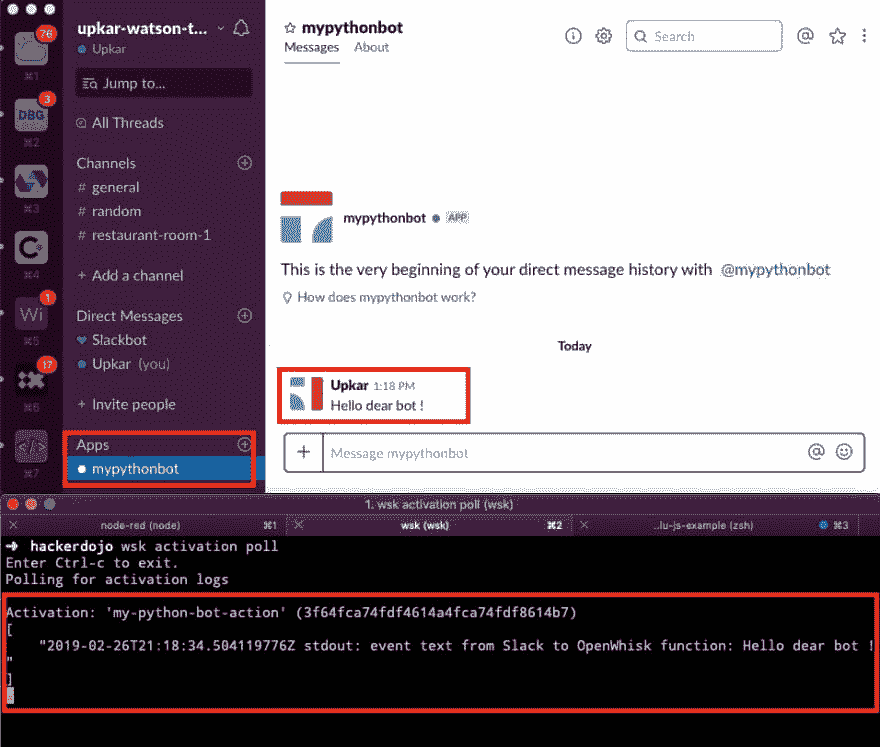 76
⌘1
3
DBG
⌘2
⌘3
⌘4
1
Wi
⌘5
17
⌘6
</>
⌘7
upkar-watson-t...
Upkar
Jump to...
All Threads
Channels
# general
# random
# restaurant-room-1
+ Add a channel
Direct Messages
Slackbot
Upkar (you)
+ Invite people
Apps
mypythonbot
mypythonbot
Messages About
Search
mypythonbot APP
This is the very beginning of your direct message history with @mypythonbot
How does mypythonbot work?
Today
Upkar 1:18 PM
Hello dear bot !
Message mypythonbot
1. wsk activation poll (wsk)
node-red (node) ⌘1
wsk (wsk) ⌘2
..lu-js-example (zsh) ⌘3
→ hackerdojo wsk activation poll
Enter Ctrl-c to exit.
Polling for activation logs
Activation: 'my-python-bot-action' (3f64fca74fdf4614a4fca74fdf8614b7)
[
"2019-02-26T21:18:34.504119776Z stdout: event text from Slack to OpenWhisk function: Hello dear bot !
"
]